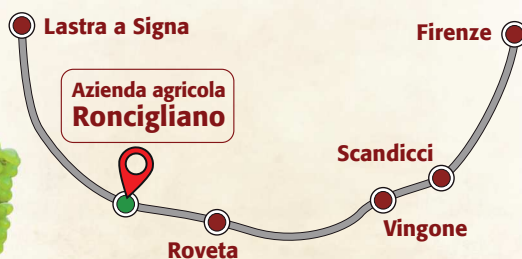 Lastra a Signa
Firenze
Azienda agricola
Roncigliano
Scandicci
Vingone
Roveta